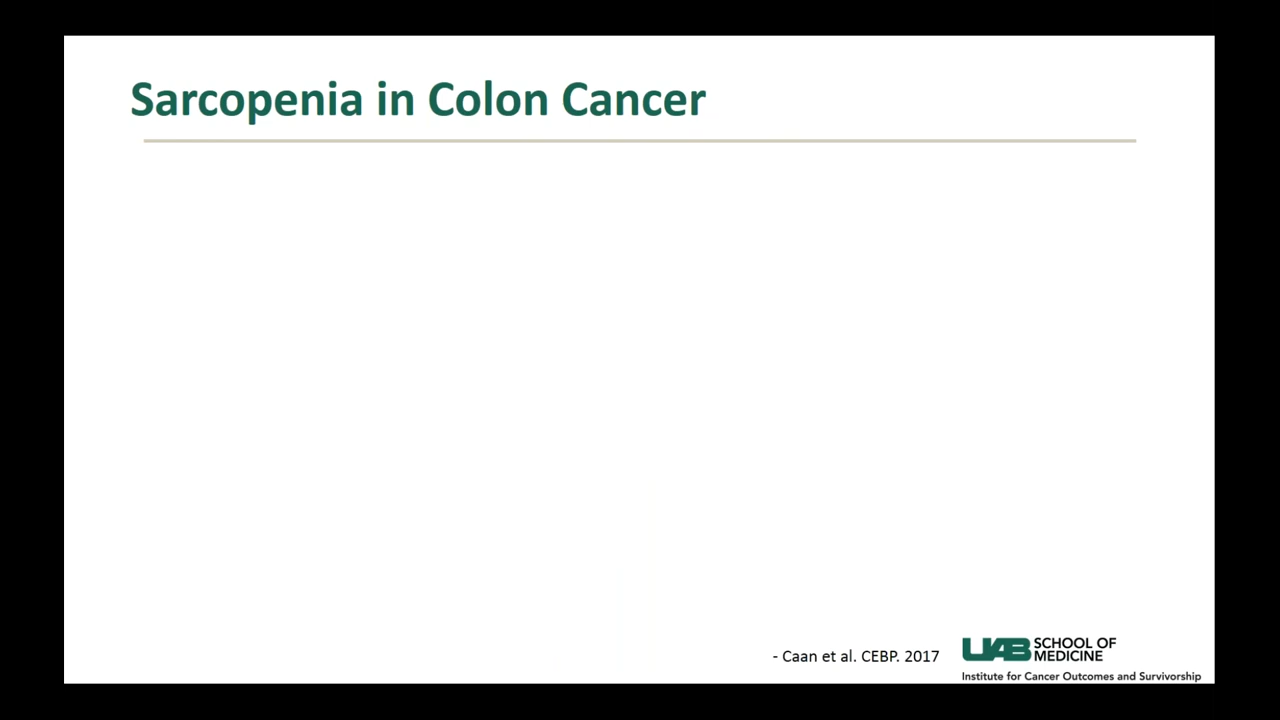 Sarcopenia in Colon Cancer
- Caan et al. CEBP. 2017
UAB SCHOOL OF
MEDICINE
Institute for Cancer Outcomes and Survivorship